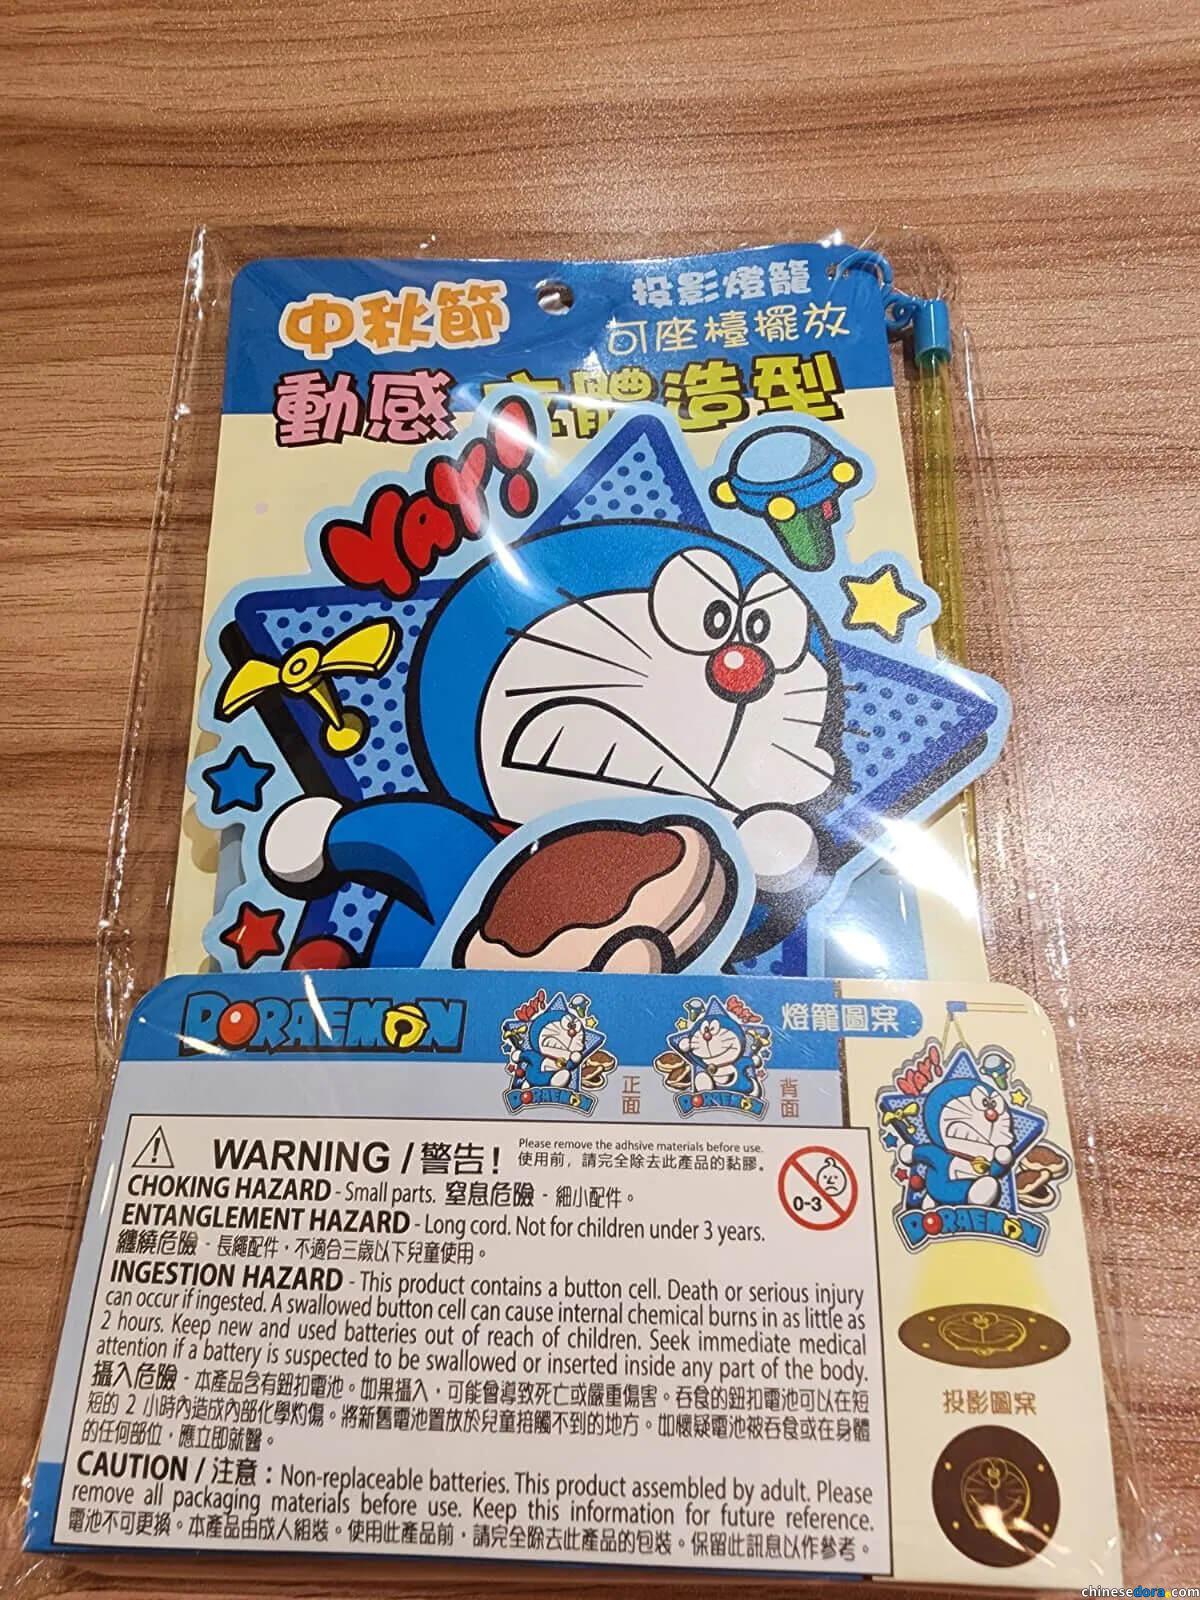 中秋節
投影燈籠
可座檯擺放
動感 立體造型
Yay!
DORAEMON
燈籠圖案
正面
背面
DORAEMON
DORAEMON
Yay!
DORAEMON
WARNING / 警告!
Please remove the adhsive materials before use.
使用前，請完全除去此產品的黏膠。
0-3
CHOKING HAZARD - Small parts. 窒息危險 - 細小配件。
ENTANGLEMENT HAZARD - Long cord. Not for children under 3 years.
纏繞危險 - 長繩配件，不適合三歲以下兒童使用。
INGESTION HAZARD - This product contains a button cell. Death or serious injury
can occur if ingested. A swallowed button cell can cause internal chemical burns in as little as
2 hours. Keep new and used batteries out of reach of children. Seek immediate medical
attention if a battery is suspected to be swallowed or inserted inside any part of the body.
攝入危險 - 本產品含有鈕扣電池。如果攝入，可能會導致死亡或嚴重傷害。吞食的鈕扣電池可以在短
短的 2 小時內造成內部化學灼傷。將新舊電池置放於兒童接觸不到的地方。如懷疑電池被吞食或在身體
的任何部位，應立即就醫。
CAUTION / 注意：Non-replaceable batteries. This product assembled by adult. Please
remove all packaging materials before use. Keep this information for future reference.
電池不可更換。本產品由成人組裝。使用此產品前，請完全除去此產品的包裝。保留此訊息以作參考。
投影圖案
chinesedora.com